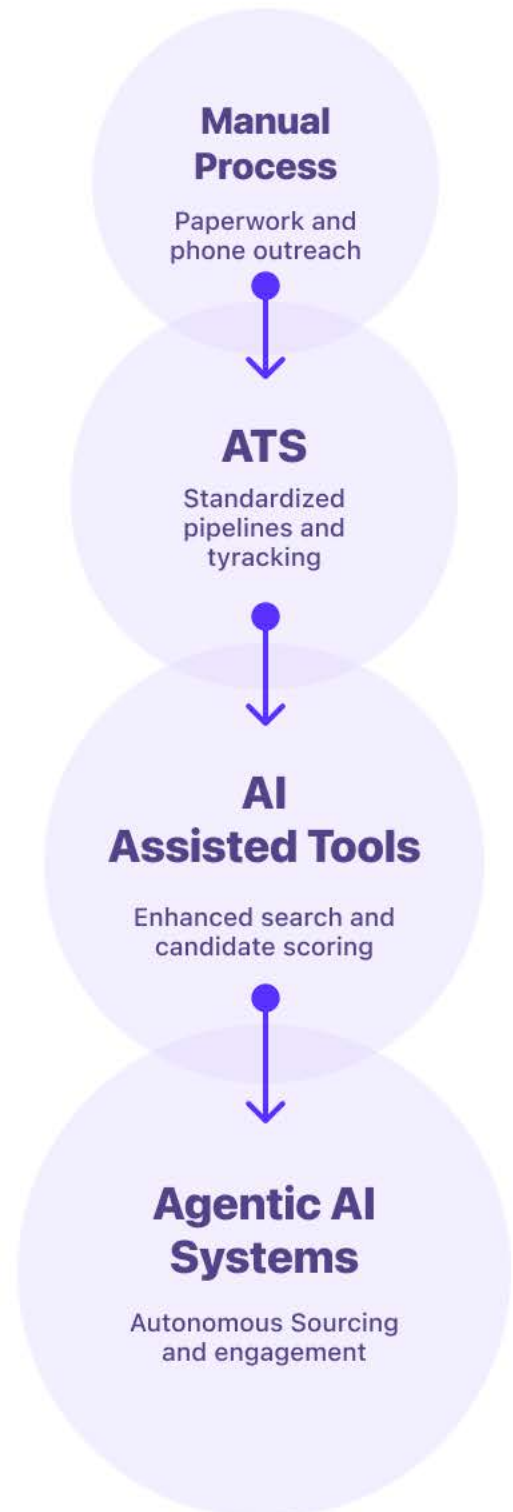 Manual
Process
Paperwork and
phone outreach
ATS
Standardized
pipelines and
tyracking
AI
Assisted Tools
Enhanced search and
candidate scoring
Agentic AI
Systems
Autonomous Sourcing
and engagement